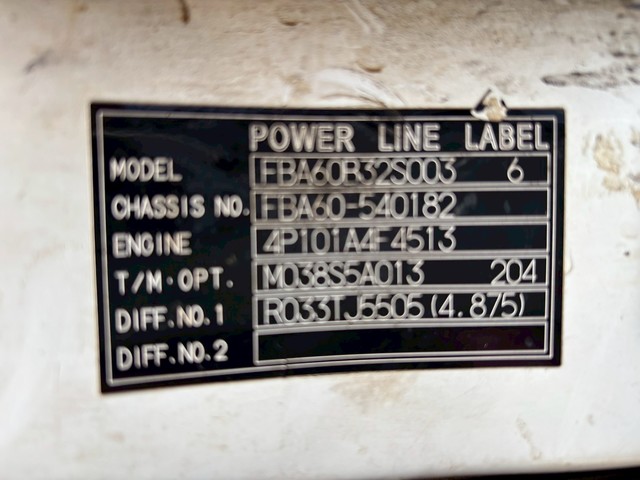 POWER LINE LABEL
MODEL FBA60B32S003 6
CHASSIS NO. FBA60-540182
ENGINE 4P101A4F4513
T/M·OPT. M038S5A013 204
DIFF.NO.1 R033TJ5505(4.875)
DIFF.NO.2